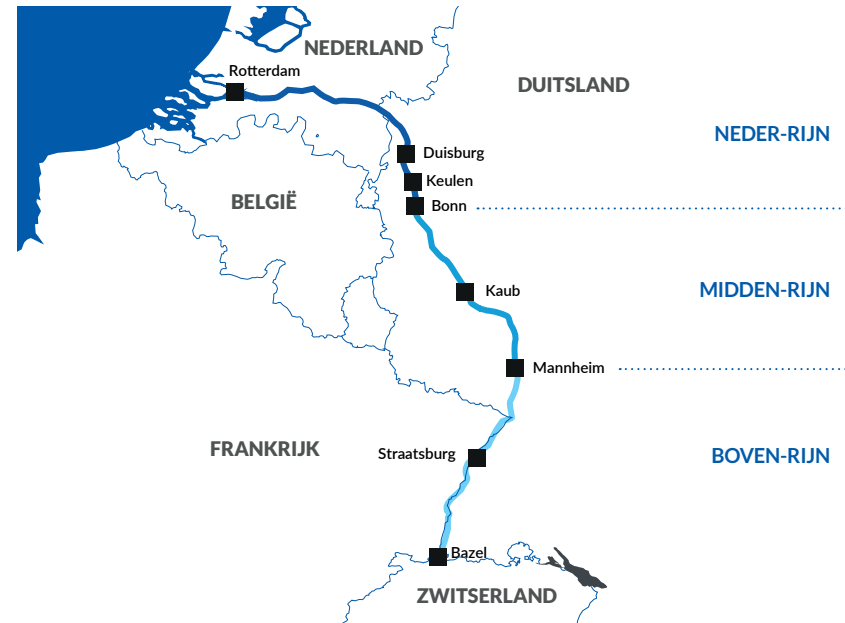 NEDERLAND
Rotterdam
DUITSLAND
NEDER-RIJN
Duisburg
Keulen
BELGIË
Bonn
Kaub
MIDDEN-RIJN
Mannheim
FRANKRIJK
Straatsburg
BOVEN-RIJN
Bazel
ZWITSERLAND